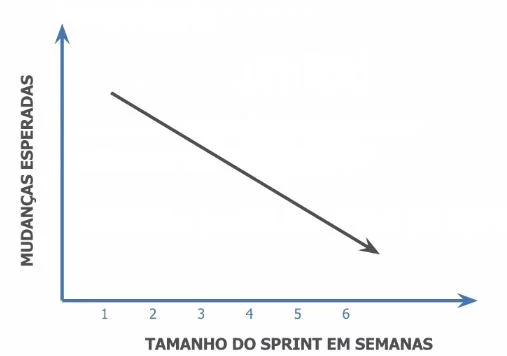 MUDANÇAS ESPERADAS
1 2 3 4 5 6
TAMANHO DO SPRINT EM SEMANAS